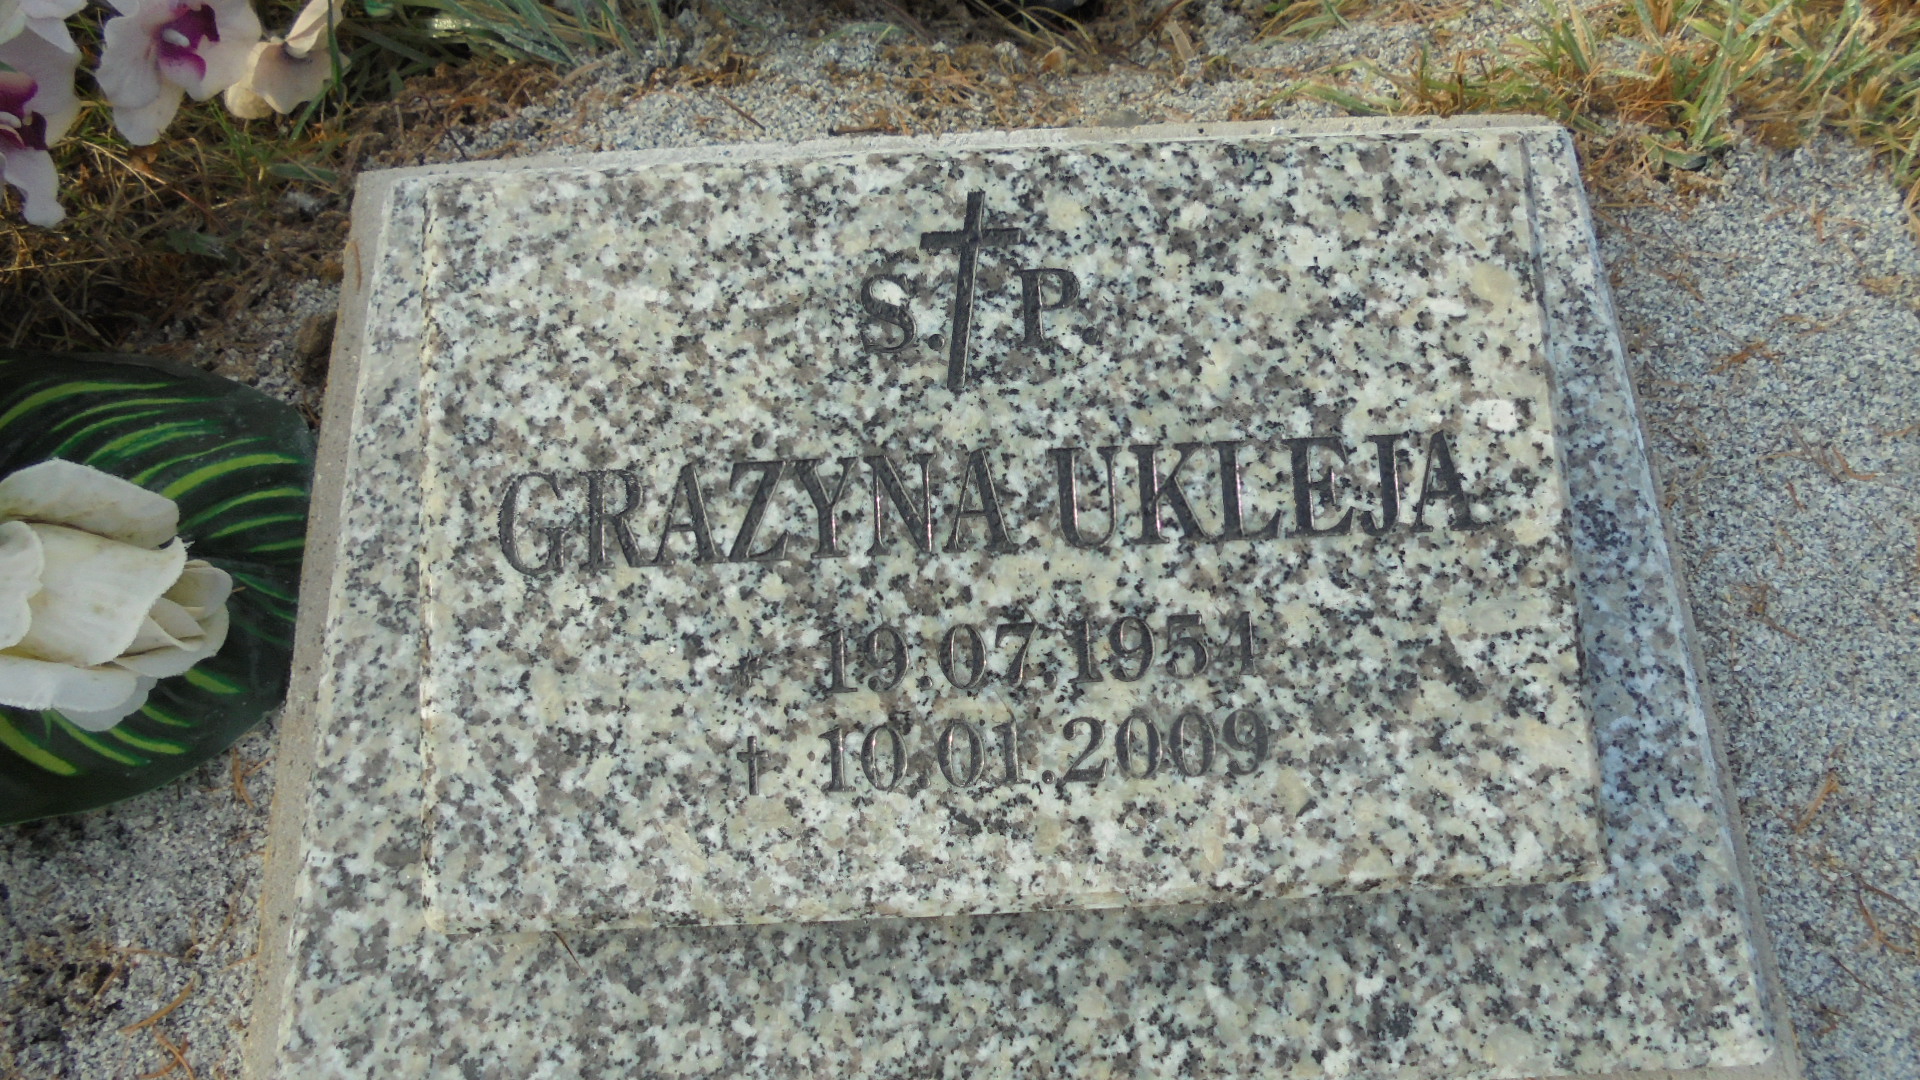 S. P.
GRAŻYNA UKLEJA
* 19.07.1954
† 10.01.2009